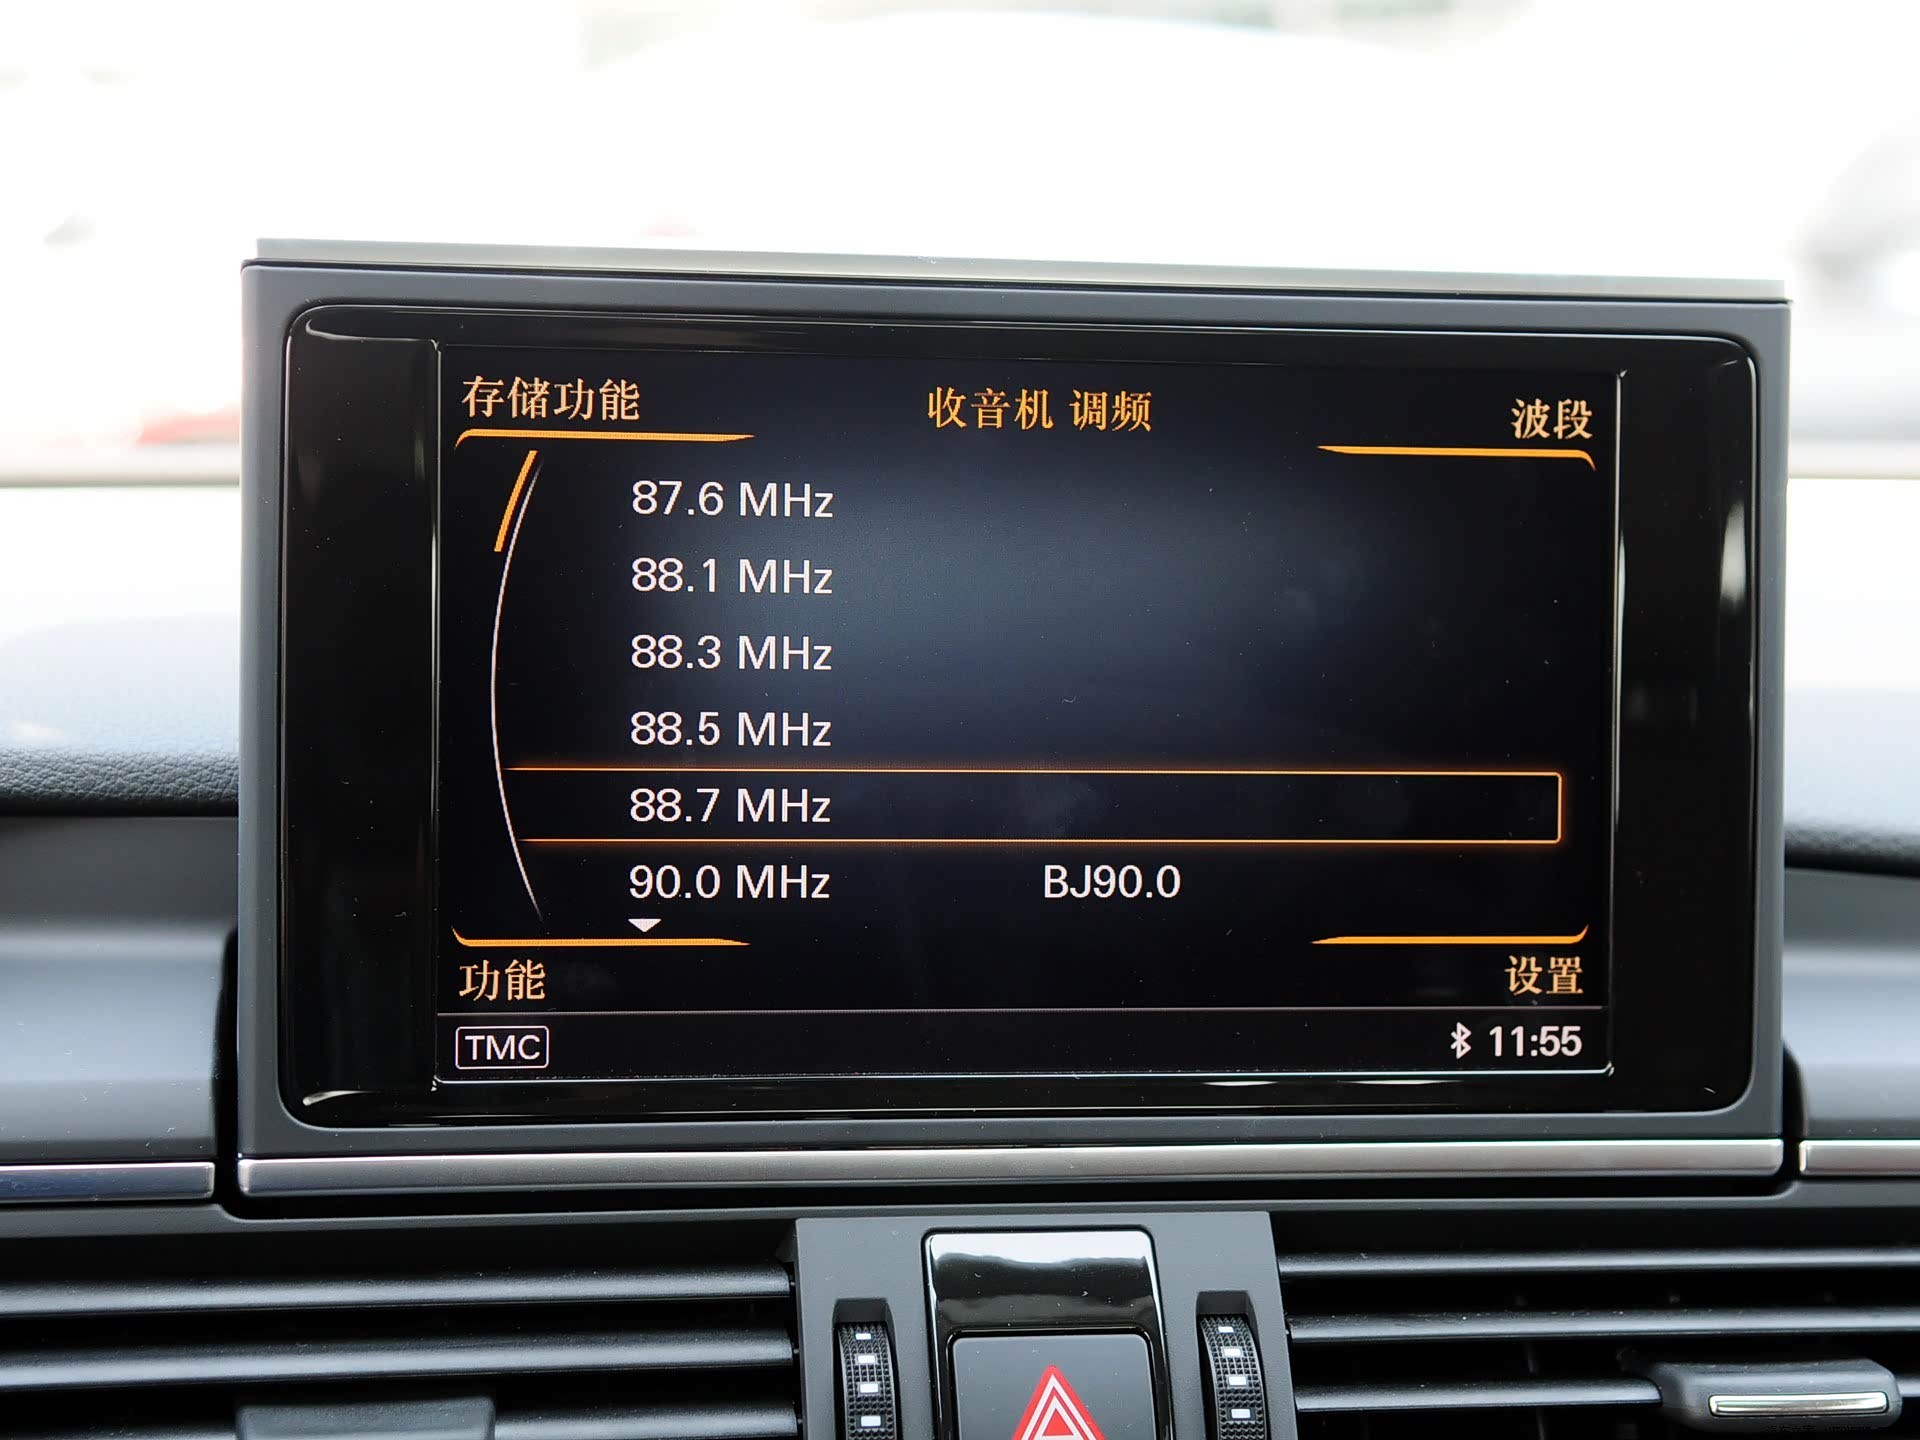 存储功能
收音机 调频
波段
87.6 MHz
88.1 MHz
88.3 MHz
88.5 MHz
88.7 MHz
90.0 MHz BJ90.0
功能
设置
TMC
11:55